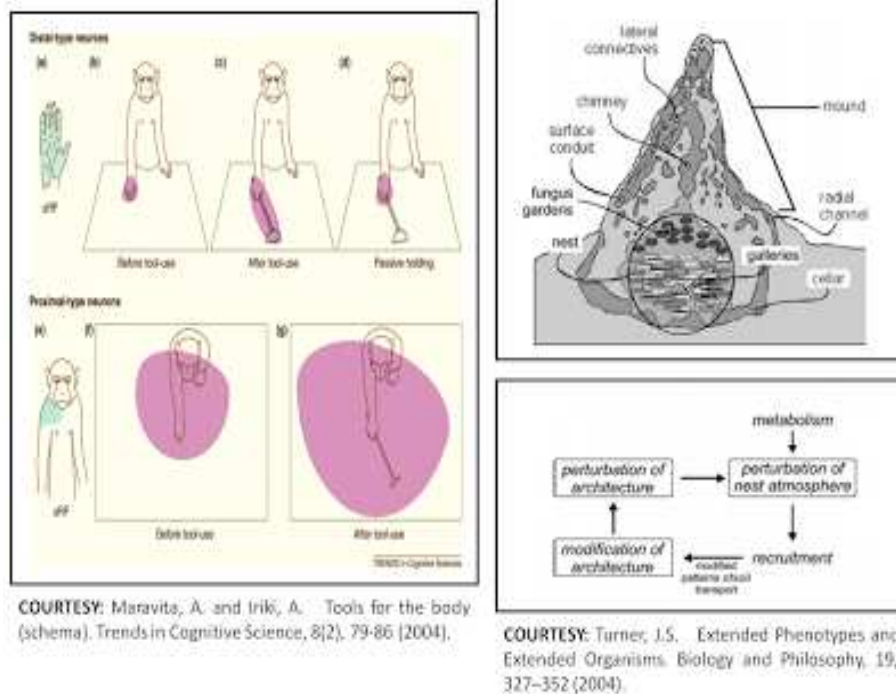 Distal-type neurons
(a)
(b)
(c)
(d)
sRF
Before tool-use
After tool-use
Passive holding
Proximal-type neurons
(e)
(f)
(g)
sRF
Before tool-use
After tool-use
TRENDS in Cognitive Sciences
COURTESY: Maravita, A. and Iriki, A. Tools for the body
(schema). Trends in Cognitive Science, 8(2), 79-86 (2004).
lateral
connectives
chimney
surface
conduit
fungus
gardens
nest
mound
radial
channel
galleries
cellar
metabolism
perturbation of
architecture
perturbation of
nest atmosphere
modification of
architecture
modified
patterns of soil
transport
recruitment
COURTESY: Turner, J.S. Extended Phenotypes and
Extended Organisms. Biology and Philosophy, 19,
327–352 (2004).